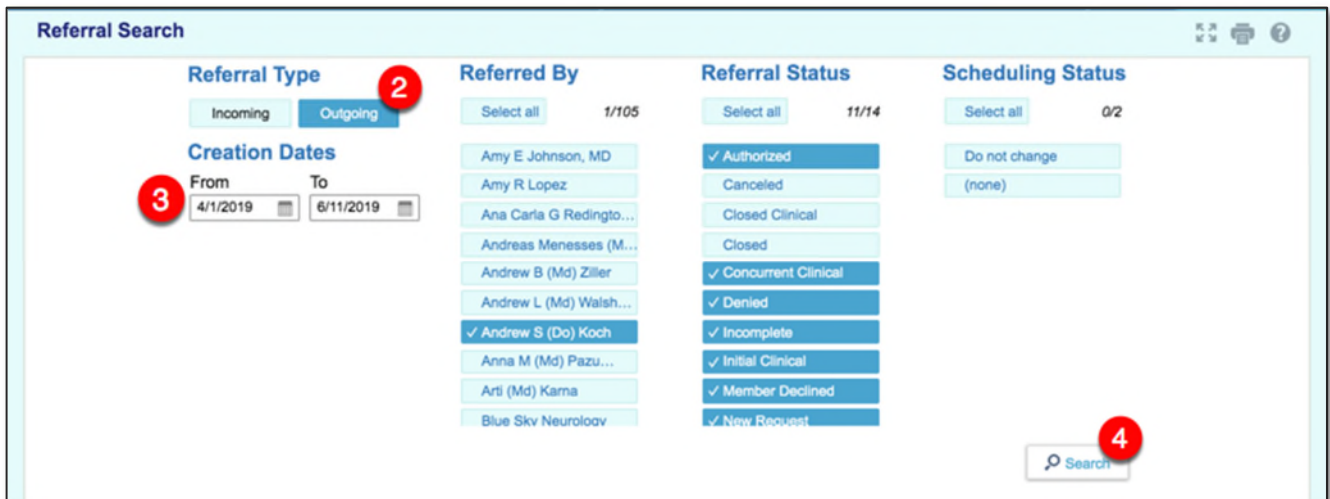 Referral Search
Referral Type
2
Incoming
Outgoing
Creation Dates
From
To
3
4/1/2019
6/11/2019
Referred By
Select all
1/105
Amy E Johnson, MD
Amy R Lopez
Ana Carla G Redingto...
Andreas Menesses (M...
Andrew B (Md) Ziller
Andrew L (Md) Walsh...
✓ Andrew S (Do) Koch
Anna M (Md) Pazu...
Arti (Md) Karna
Blue Sky Neurology
Referral Status
Select all
11/14
✓ Authorized
Canceled
Closed Clinical
Closed
✓ Concurrent Clinical
✓ Denied
✓ Incomplete
✓ Initial Clinical
✓ Member Declined
✓ New Request
Scheduling Status
Select all
0/2
Do not change
(none)
4
Search